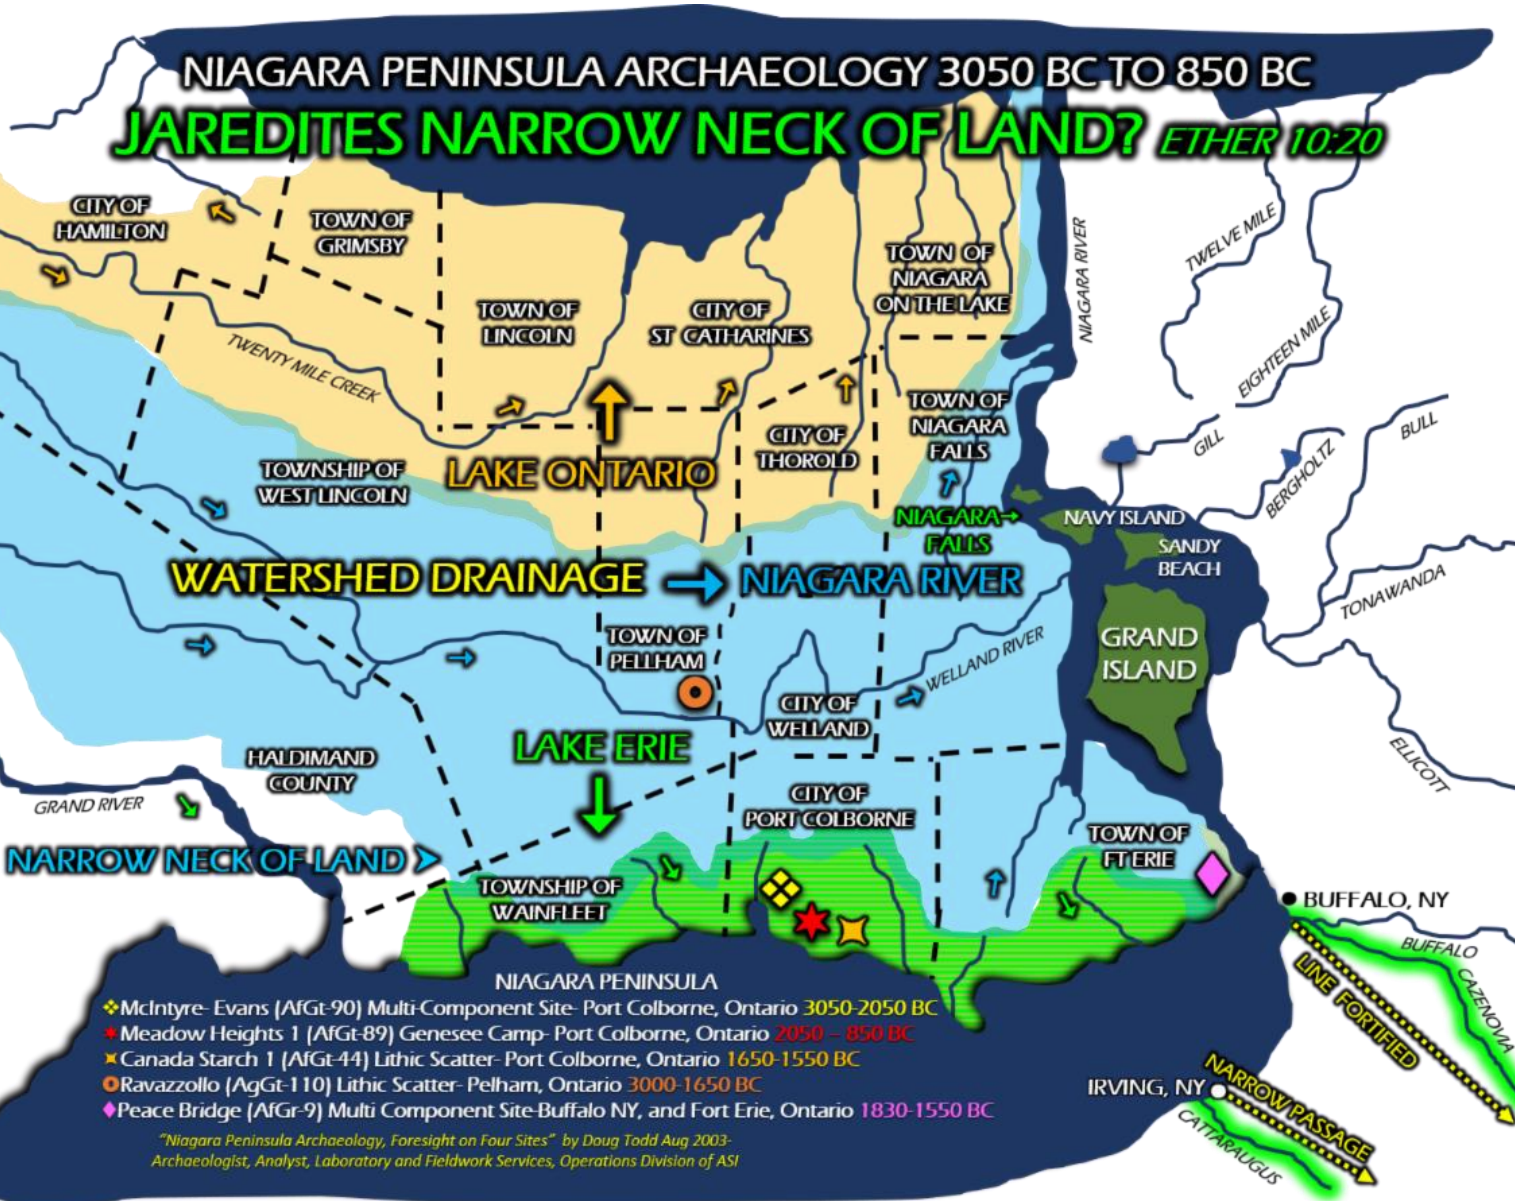 NIAGARA PENINSULA ARCHAEOLOGY 3050 BC TO 850 BC
JAREDITES NARROW NECK OF LAND? ETHER 10:20
CITY OF
HAMILTON
TOWN OF
GRIMSBY
TOWN OF
LINCOLN
CITY OF
ST CATHARINES
TOWN OF
NIAGARA
ON THE LAKE
NIAGARA RIVER
TWELVE MILE
EIGHTEEN MILE
TWENTY MILE CREEK
TOWN OF
NIAGARA
FALLS
CITY OF
THOROLD
GILL
BERGHOLTZ
BULL
TOWNSHIP OF
WEST LINCOLN
LAKE ONTARIO
NIAGARA→
FALLS
NAVY ISLAND
SANDY
BEACH
WATERSHED DRAINAGE → NIAGARA RIVER
TONAWANDA
TOWN OF
PELLHAM
WELLAND RIVER
GRAND
ISLAND
CITY OF
WELLAND
LAKE ERIE
ELLICOTT
HALDIMAND
COUNTY
GRAND RIVER
CITY OF
PORT COLBORNE
TOWN OF
FT ERIE
NARROW NECK OF LAND ➤
TOWNSHIP OF
WAINFLEET
BUFFALO, NY
BUFFALO
CAZENOVIA
LINE FORTIFIED
NIAGARA PENINSULA
McIntyre- Evans (AfGt-90) Multi-Component Site- Port Colborne, Ontario 3050-2050 BC
Meadow Heights 1 (AfGt-89) Genesee Camp- Port Colborne, Ontario 2050 – 850 BC
Canada Starch 1 (AfGt-44) Lithic Scatter- Port Colborne, Ontario 1650-1550 BC
Ravazzollo (AgGt-110) Lithic Scatter- Pelham, Ontario 3000-1650 BC
Peace Bridge (AfGr-9) Multi Component Site-Buffalo NY, and Fort Erie, Ontario 1830-1550 BC
IRVING, NY
NARROW PASSAGE
CATTARAUGUS
"Niagara Peninsula Archaeology, Foresight on Four Sites" by Doug Todd Aug 2003-
Archaeologist, Analyst, Laboratory and Fieldwork Services, Operations Division of ASI